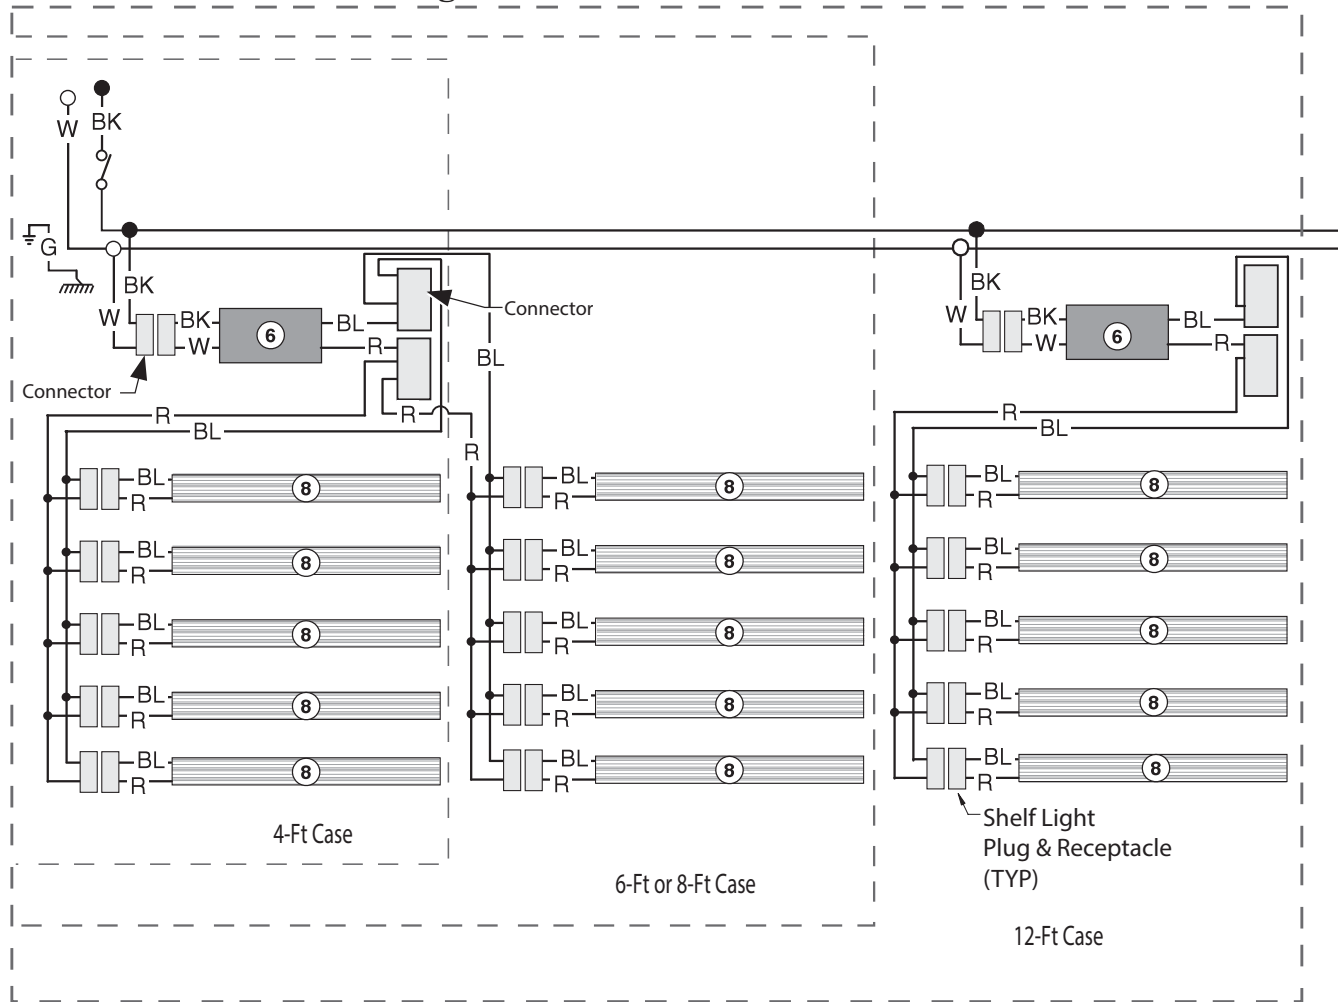 W
BK
G
BK
W
BK
W
6
BL
R
Connector
Connector
R
BL
R
BL
R
BL
R
8
BL
R
8
BL
R
8
BL
R
8
BL
R
8
BL
R
8
BL
R
8
BL
R
8
BL
R
8
BL
R
8
BK
W
BK
W
6
BL
R
R
BL
BL
R
8
BL
R
8
BL
R
8
BL
R
8
BL
R
8
4-Ft Case
6-Ft or 8-Ft Case
Shelf Light
Plug & Receptacle
(TYP)
12-Ft Case